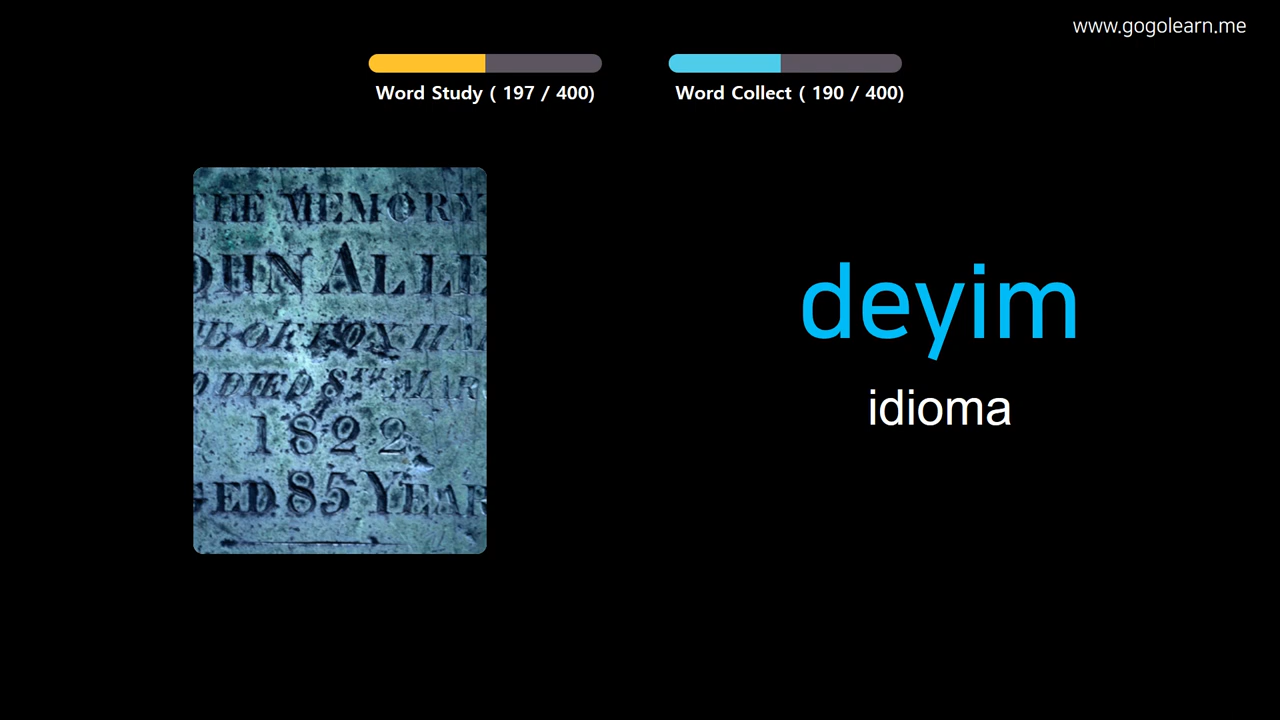 www.gogolearn.me
Word Study ( 197 / 400)
Word Collect ( 190 / 400)
THE MEMORY
OHN ALLE
DIED 8TH MAR
1822
GED 85 YEAR
deyim
idioma